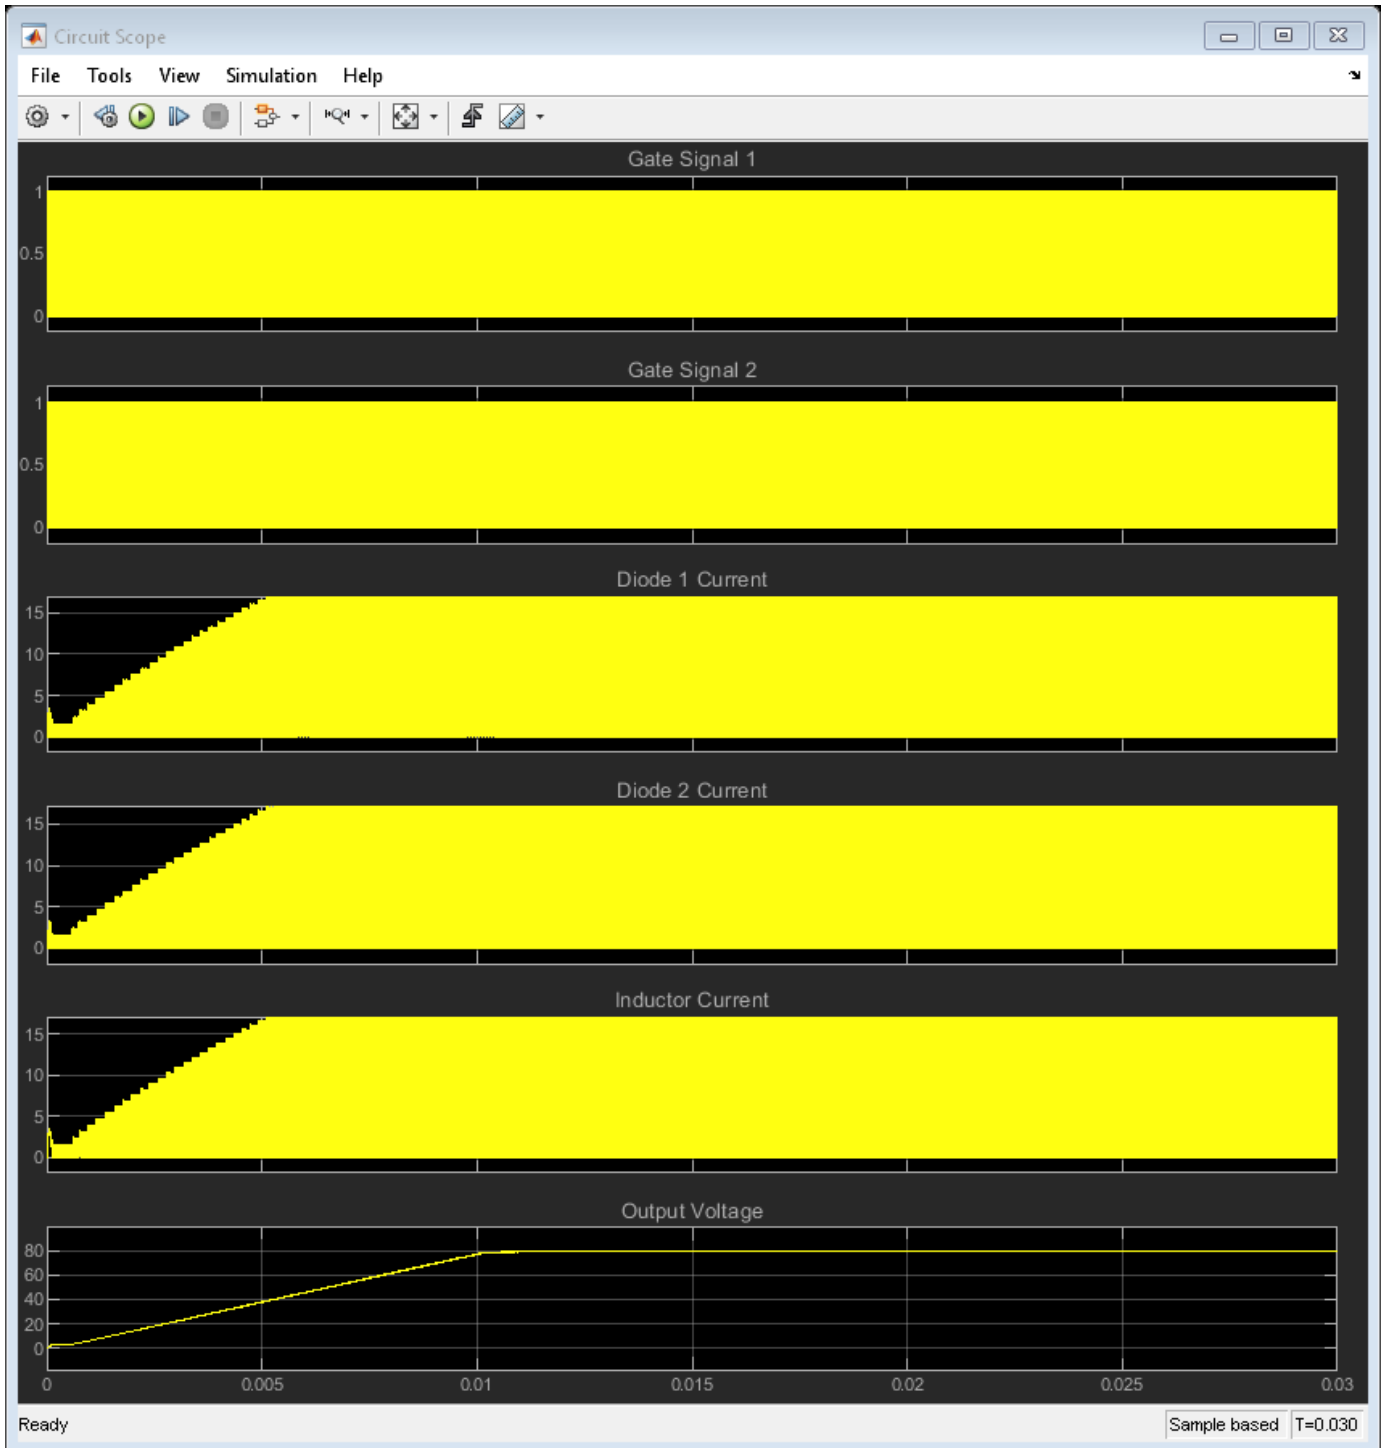 Circuit Scope
File Tools View Simulation Help
Gate Signal 1
1
0.5
0
Gate Signal 2
1
0.5
0
Diode 1 Current
15
10
5
0
Diode 2 Current
15
10
5
0
Inductor Current
15
10
5
0
Output Voltage
80
60
40
20
0
0 0.005 0.01 0.015 0.02 0.025 0.03
Ready Sample based T=0.030